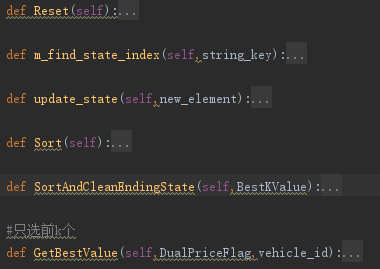 def Reset(self):...
def m_find_state_index(self,string_key):...
def update_state(self,new_element):...
def Sort(self):...
def SortAndCleanEndingState(self,BestKValue):...
#只选前k个
def GetBestValue(self,DualPriceFlag,vehicle_id):...